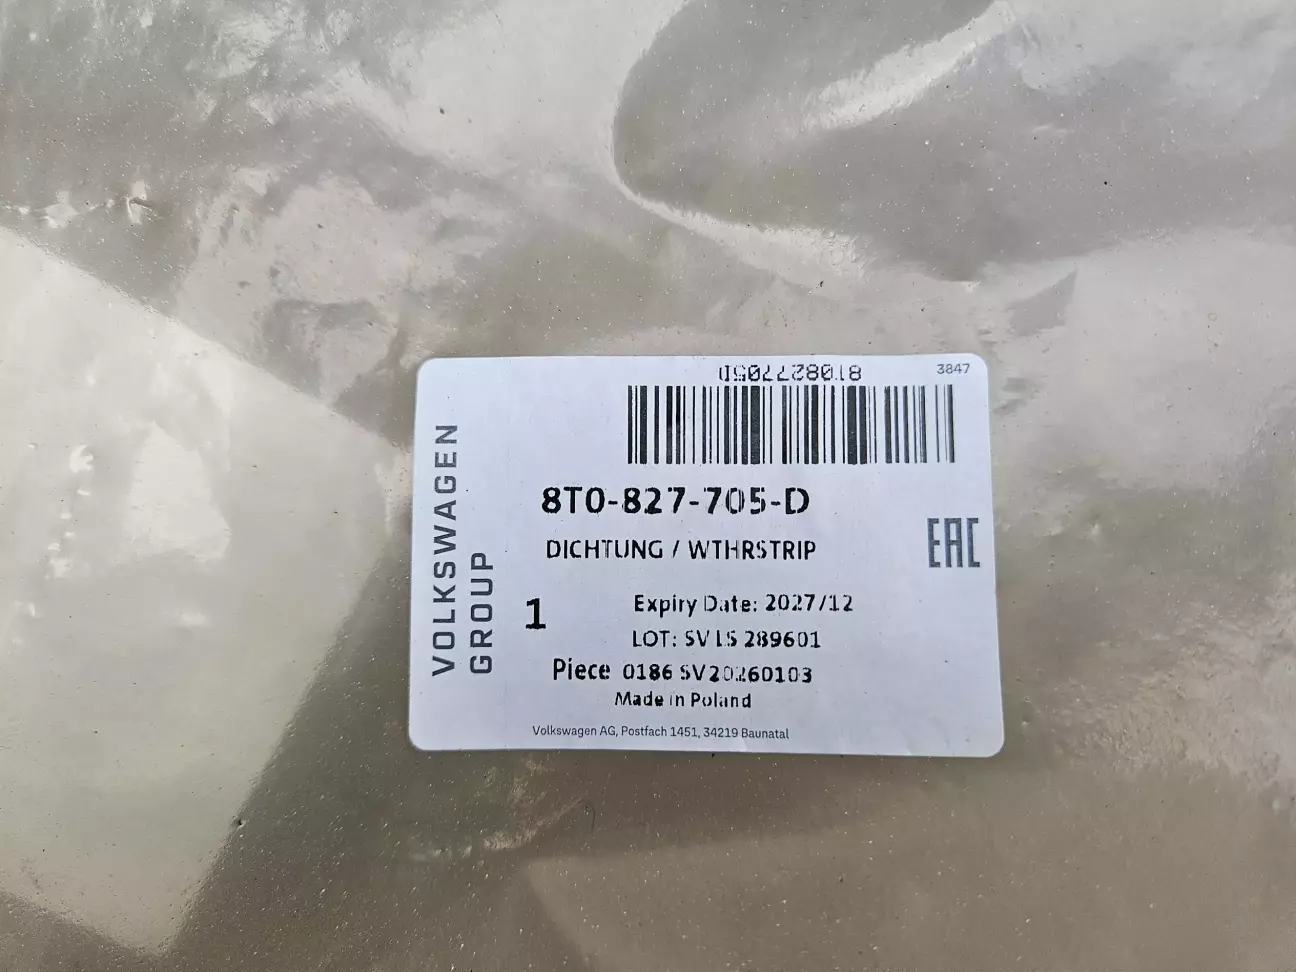 8T0827705D
3847
8T0-827-705-D
DICHTUNG / WTHRSTRIP
1
Expiry Date: 2027/12
LOT: SV LS 289601
Piece 0186 SV20260103
Made in Poland
Volkswagen AG, Postfach 1451, 34219 Baunatal
VOLKSWAGEN
GROUP
EAC